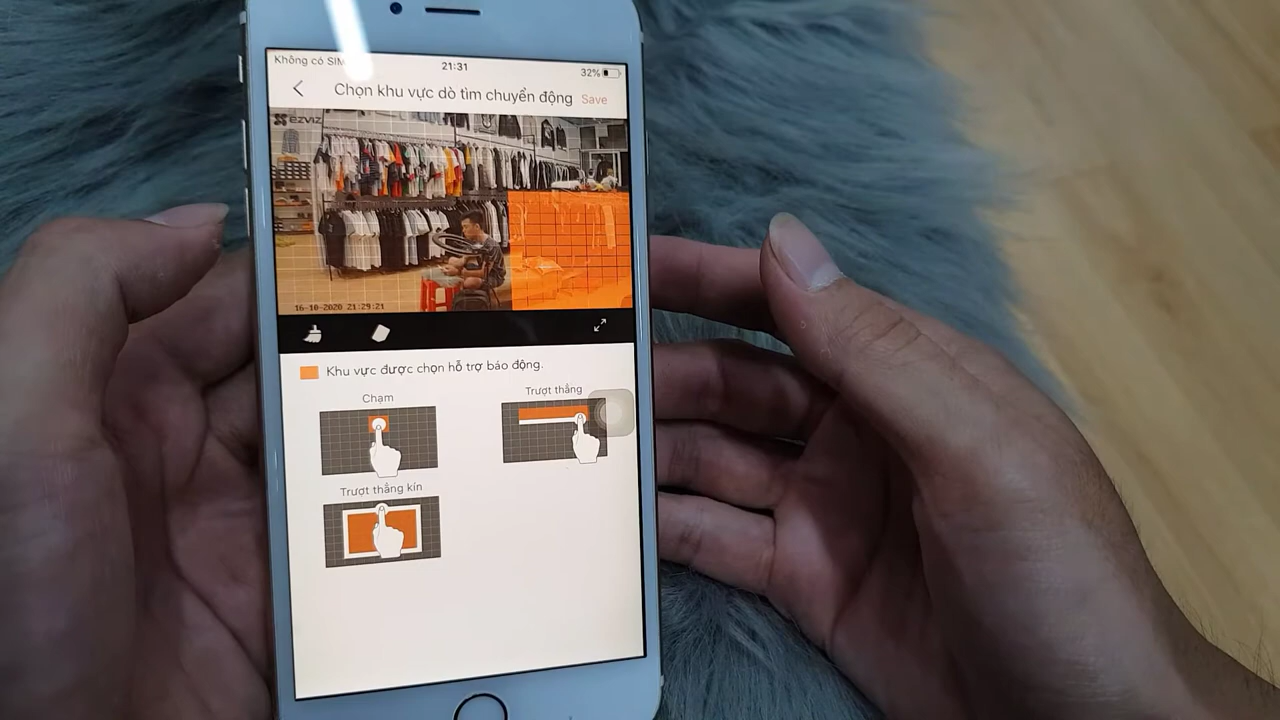 Không có SIM
21:31
32%
Chọn khu vực dò tìm chuyển động
Save
EZVIZ
16-10-2020 21:29:21
Khu vực được chọn hỗ trợ báo động.
Chạm
Trượt thẳng
Trượt thẳng kín